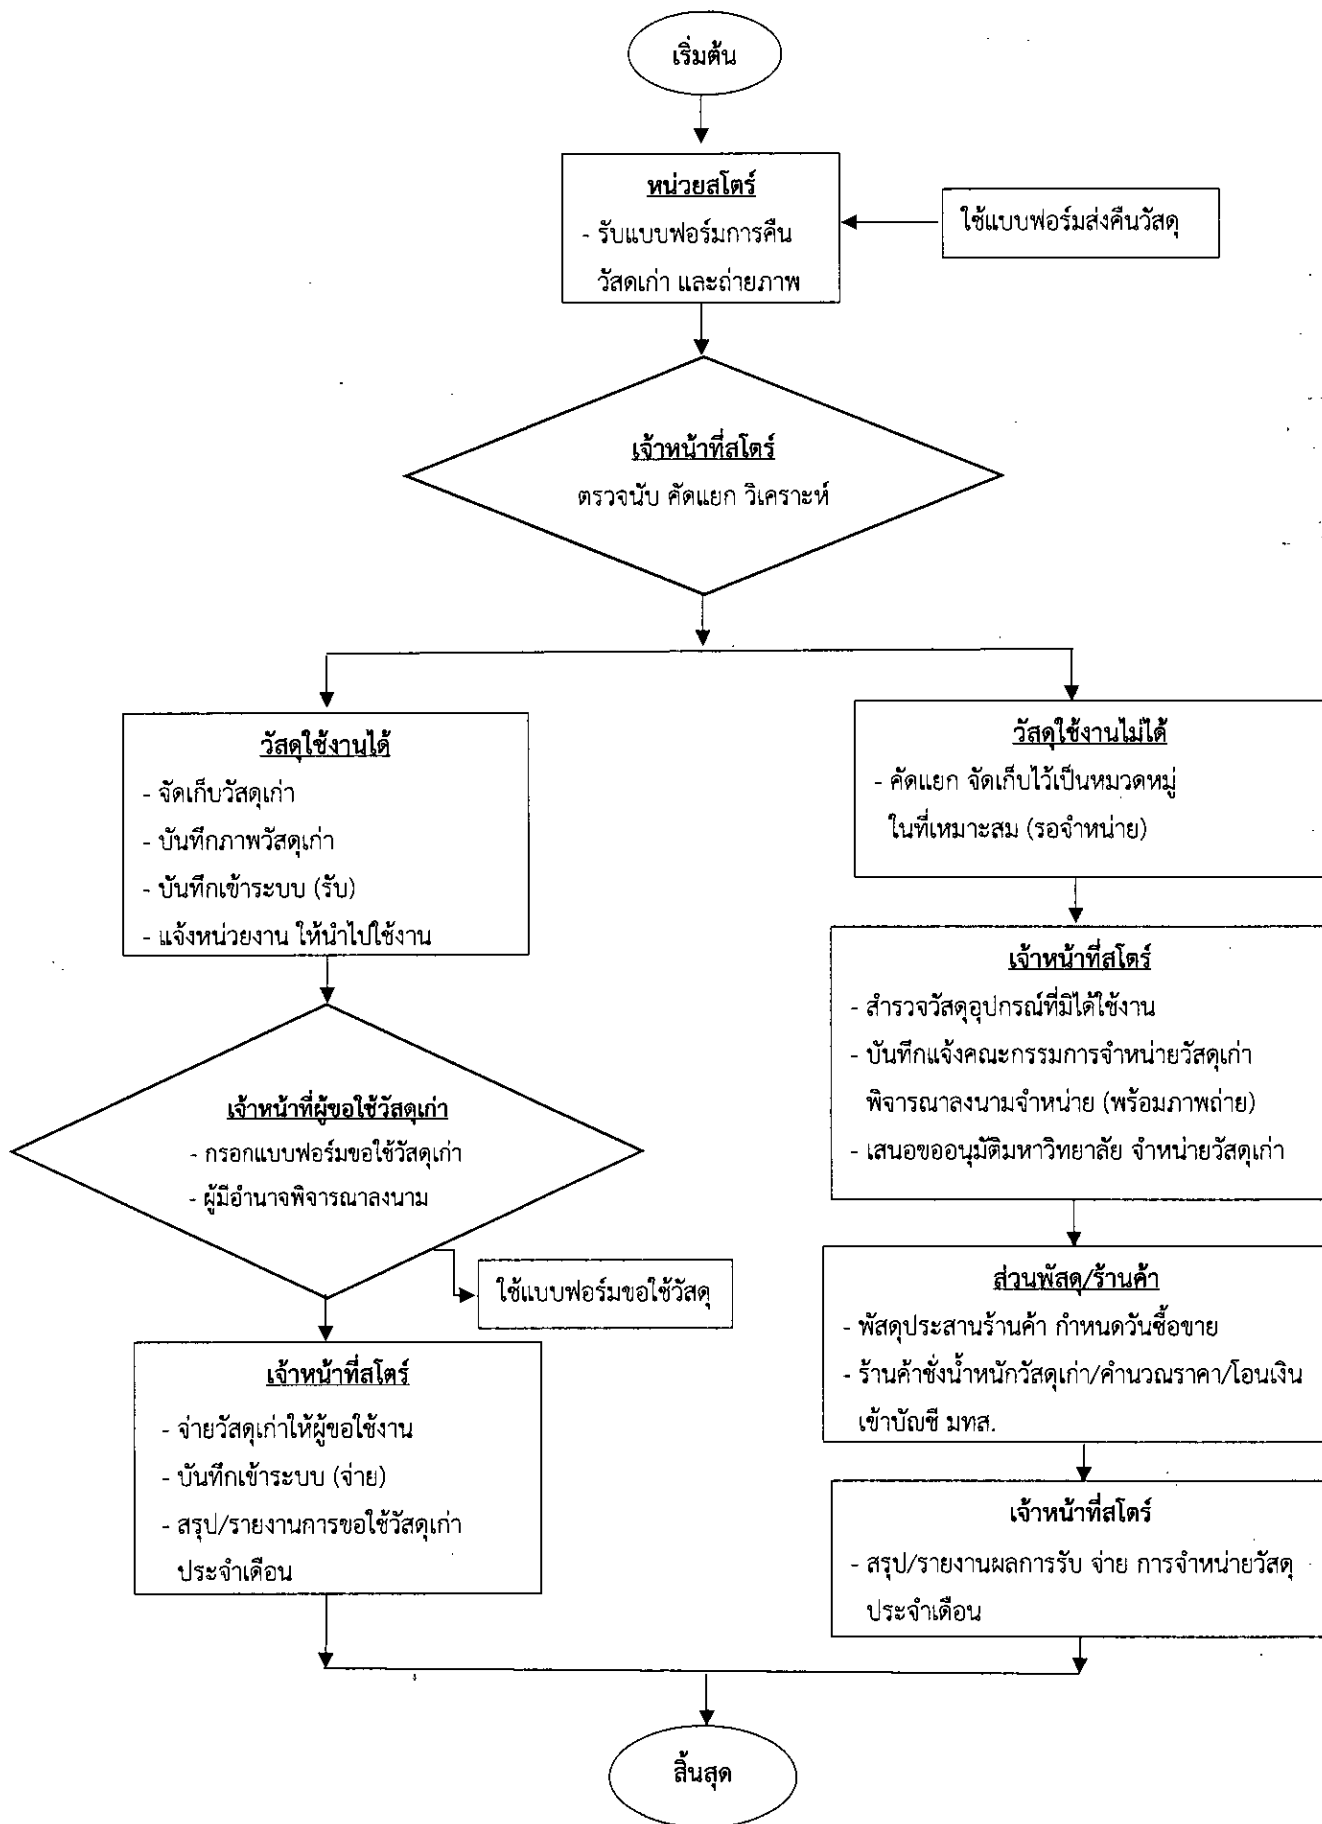 เริ่มต้น
หน่วยสโตร์
- รับแบบฟอร์มการคืน
วัสดเก่า และถ่ายภาพ
ใช้แบบฟอร์มส่งคืนวัสดุ
เจ้าหน้าที่สโตร์
ตรวจนับ คัดแยก วิเคราะห์
วัสดุใช้งานได้
- จัดเก็บวัสดุเก่า
- บันทึกภาพวัสดุเก่า
- บันทึกเข้าระบบ (รับ)
- แจ้งหน่วยงาน ให้นำไปใช้งาน
เจ้าหน้าที่ผู้ขอใช้วัสดุเก่า
- กรอกแบบฟอร์มขอใช้วัสดุเก่า
- ผู้มีอำนาจพิจารณาลงนาม
ใช้แบบฟอร์มขอใช้วัสดุ
เจ้าหน้าที่สโตร์
- จ่ายวัสดุเก่าให้ผู้ขอใช้งาน
- บันทึกเข้าระบบ (จ่าย)
- สรุป/รายงานการขอใช้วัสดุเก่า
ประจำเดือน
วัสดุใช้งานไม่ได้
- คัดแยก จัดเก็บไว้เป็นหมวดหมู่
ในที่เหมาะสม (รอจำหน่าย)
เจ้าหน้าที่สโตร์
- สำรวจวัสดุอุปกรณ์ที่มิได้ใช้งาน
- บันทึกแจ้งคณะกรรมการจำหน่ายวัสดุเก่า
พิจารณาลงนามจำหน่าย (พร้อมภาพถ่าย)
- เสนอขออนุมัติมหาวิทยาลัย จำหน่ายวัสดุเก่า
ส่วนพัสดุ/ร้านค้า
- พัสดุประสานร้านค้า กำหนดวันซื้อขาย
- ร้านค้าชั่งน้ำหนักวัสดุเก่า/คำนวณราคา/โอนเงิน
เข้าบัญชี มทส.
เจ้าหน้าที่สโตร์
- สรุป/รายงานผลการรับ จ่าย การจำหน่ายวัสดุ
ประจำเดือน
สิ้นสุด